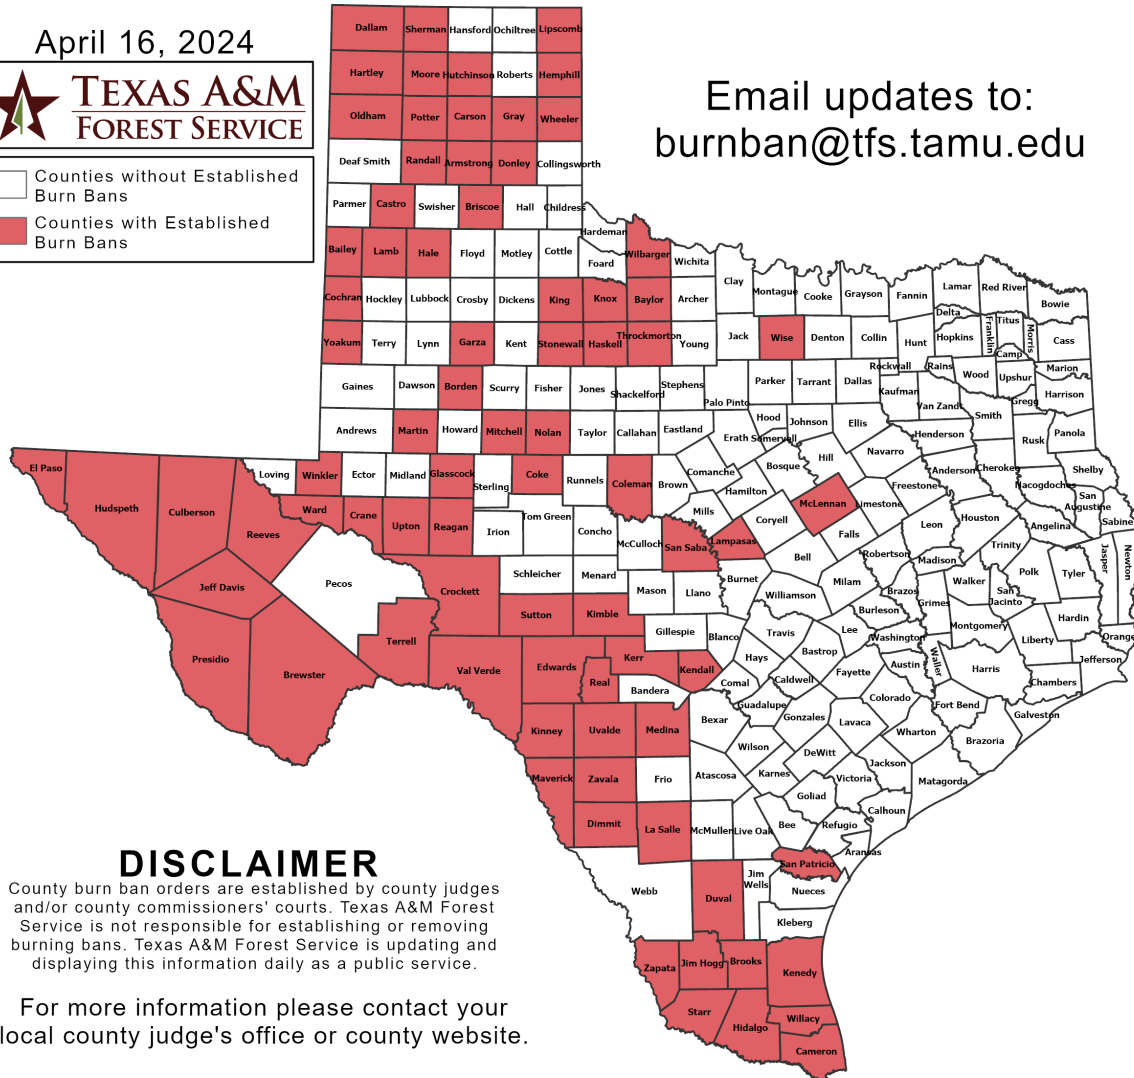 April 16, 2024
TEXAS A&M
FOREST SERVICE
Counties without Established
Burn Bans
Counties with Established
Burn Bans
Email updates to:
burnban@tfs.tamu.edu
Dallam Sherman Hansford Ochiltree Lipscomb
Hartley Moore Hutchinson Roberts Hemphill
Oldham Potter Carson Gray Wheeler
Deaf Smith Randall Armstrong Donley Collingsworth
Parmer Castro Swisher Briscoe Hall Childress
Hardeman
Bailey Lamb Hale Floyd Motley Cottle Foard Wilbarger Wichita
Clay Montague Cooke Grayson Fannin Lamar Red River Bowie
Cochran Hockley Lubbock Crosby Dickens King Knox Baylor Archer
Delta Franklin Titus Morris
Yoakum Terry Lynn Garza Kent Stonewall Haskell Throckmorton Young Jack Wise Denton Collin Hunt Hopkins Cass
Camp
Rockwall Rains Wood Upshur Marion
Gaines Dawson Borden Scurry Fisher Jones Shackelford Stephens Palo Pinto Parker Tarrant Dallas Kaufman Van Zandt Smith Gregg Harrison
Andrews Martin Howard Mitchell Nolan Taylor Callahan Eastland Erath Somervell Hood Johnson Ellis Henderson Rusk Panola
El Paso Hudspeth Culberson Reeves Loving Winkler Ector Midland Glasscock Sterling Coke Runnels Coleman Brown Comanche Hamilton Bosque Hill Navarro Freestone Anderson Cherokee Nacogdoches Shelby
San
Augustine
Sabine
Ward Crane Upton Reagan Irion Tom Green Concho McCulloch San Saba Mills Lampasas Coryell McLennan Limestone Falls Leon Houston Angelina
Trinity Jasper Newton
Jeff Davis Pecos Crockett Schleicher Menard Mason Llano Burnet Bell Milam Robertson Madison Walker Polk Tyler
San
Jacinto
Williamson Brazos Grimes Burleson Montgomery Liberty Hardin Orange
Presidio Brewster Terrell Val Verde Sutton Kimble Gillespie Blanco Travis Lee Washington Waller Harris Jefferson
Edwards Kerr Real Kendall Bandera Hays Bastrop Fayette Austin Chambers
Comal Caldwell Guadalupe Colorado Fort Bend Galveston
Kinney Uvalde Medina Bexar Gonzales Lavaca Wharton Brazoria
Maverick Zavala Frio Atascosa Wilson Karnes DeWitt Victoria Jackson Matagorda
Goliad Calhoun
Dimmit La Salle McMullen Live Oak Bee Refugio Aransas
San Patricio
Webb Duval
Jim
Wells
Nueces
Kleberg
Zapata Jim Hogg Brooks Kenedy
Starr Hidalgo Willacy
Cameron
DISCLAIMER
County burn ban orders are established by county judges
and/or county commissioners' courts. Texas A&M Forest
Service is not responsible for establishing or removing
burning bans. Texas A&M Forest Service is updating and
displaying this information daily as a public service.
For more information please contact your
local county judge's office or county website.